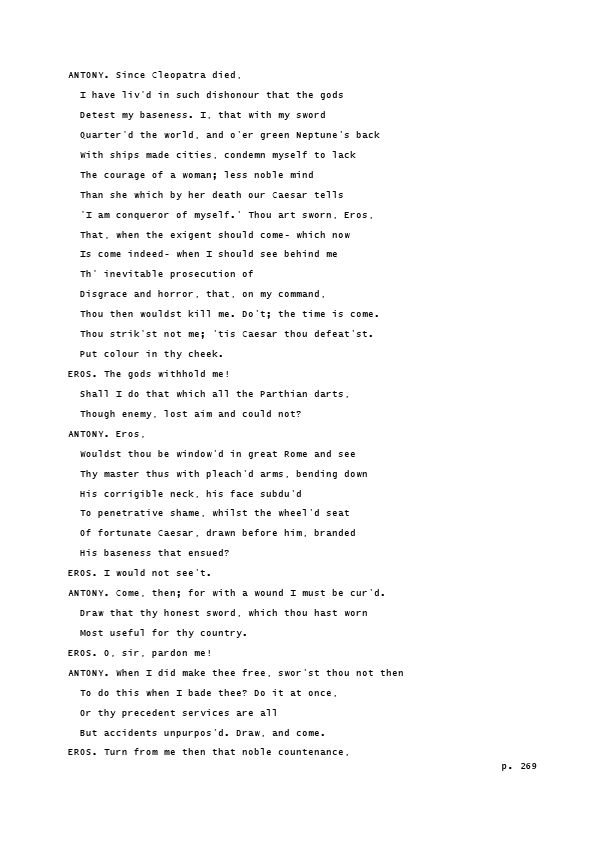 ANTONY. Since Cleopatra died,
I have liv'd in such dishonour that the gods
Detest my baseness. I, that with my sword
Quarter'd the world, and o'er green Neptune's back
With ships made cities, condemn myself to lack
The courage of a woman; less noble mind
Than she which by her death our Caesar tells
'I am conqueror of myself.' Thou art sworn, Eros,
That, when the exigent should come- which now
Is come indeed- when I should see behind me
Th' inevitable prosecution of
Disgrace and horror, that, on my command,
Thou then wouldst kill me. Do't; the time is come.
Thou strik'st not me; 'tis Caesar thou defeat'st.
Put colour in thy cheek.
EROS. The gods withhold me!
Shall I do that which all the Parthian darts,
Though enemy, lost aim and could not?
ANTONY. Eros,
Wouldst thou be window'd in great Rome and see
Thy master thus with pleach'd arms, bending down
His corrigible neck, his face subdu'd
To penetrative shame, whilst the wheel'd seat
Of fortunate Caesar, drawn before him, branded
His baseness that ensued?
EROS. I would not see't.
ANTONY. Come, then; for with a wound I must be cur'd.
Draw that thy honest sword, which thou hast worn
Most useful for thy country.
EROS. O, sir, pardon me!
ANTONY. When I did make thee free, swor'st thou not then
To do this when I bade thee? Do it at once,
Or thy precedent services are all
But accidents unpurpos'd. Draw, and come.
EROS. Turn from me then that noble countenance,
p. 269